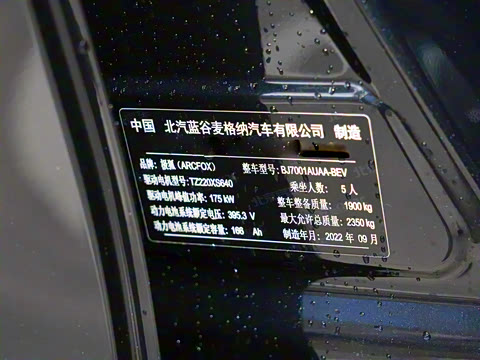 中国 北汽蓝谷麦格纳汽车有限公司 制造
品牌：极狐(ARCFOX) 整车型号：BJ7001AUAA-BEV
驱动电机型号：TZ220XS640 乘坐人数： 5 人
驱动电机峰值功率：175 kW 整车整备质量： 1900 kg
动力电池系统额定电压：395.3 V 最大允许总质量：2350 kg
动力电池系统额定容量：166 Ah 制造年月：2022 年 09 月